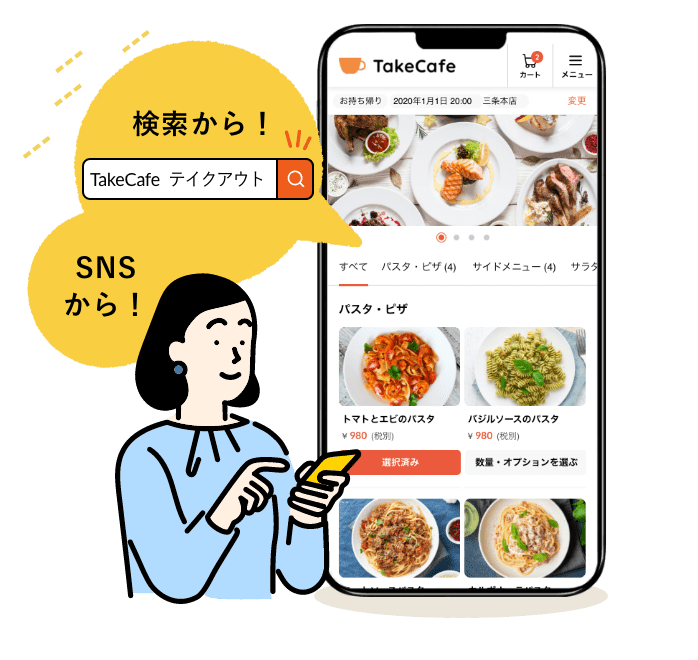 検索から！
TakeCafe テイクアウト
SNS
から！
TakeCafe
2
カート
メニュー
お持ち帰り 2020年1月1日 20:00 三条本店 変更
すべて パスタ・ピザ (4) サイドメニュー (4) サラダ
パスタ・ピザ
トマトとエビのパスタ
￥980 (税別)
選択済み
バジルソースのパスタ
￥980 (税別)
数量・オプションを選ぶ